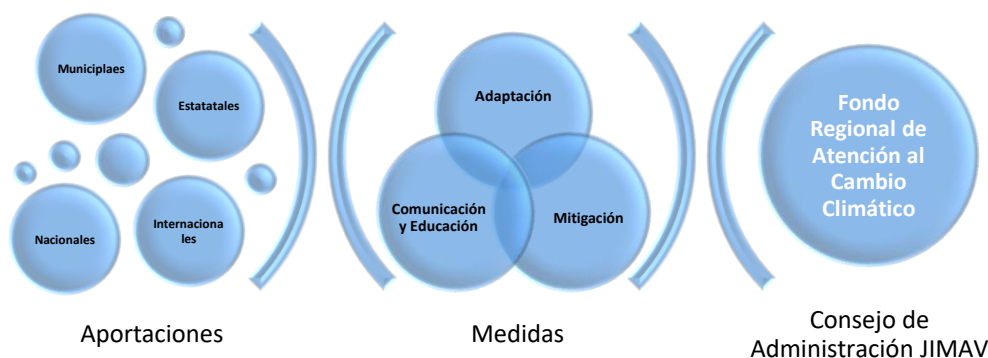 Municiplaes
Estatatales
Nacionales
Internaciona
les
Aportaciones
Adaptación
Comunicación
y Educación
Mitigación
Medidas
Fondo
Regional de
Atención al
Cambio
Climático
Consejo de
Administración JIMAV